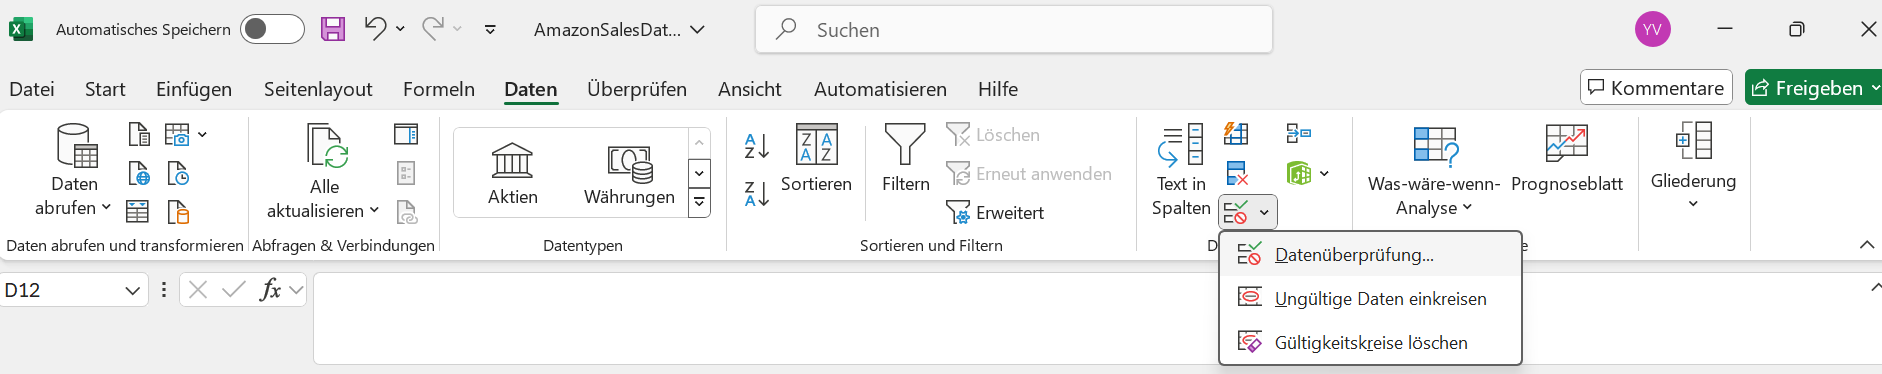 Automatisches Speichern
AmazonSalesDat...
Suchen
YV
Datei Start Einfügen Seitenlayout Formeln Daten Überprüfen Ansicht Automatisieren Hilfe
Kommentare
Freigeben
Daten
abrufen
Daten abrufen und transformieren
Alle
aktualisieren
Abfragen & Verbindungen
Aktien
Währungen
Datentypen
Sortieren
Filtern
Löschen
Erneut anwenden
Erweitert
Sortieren und Filtern
Text in
Spalten
Was-wäre-wenn-
Analyse
Prognoseblatt
Gliederung
Datenüberprüfung...
Ungültige Daten einkreisen
Gültigkeitskreise löschen
D12
fx